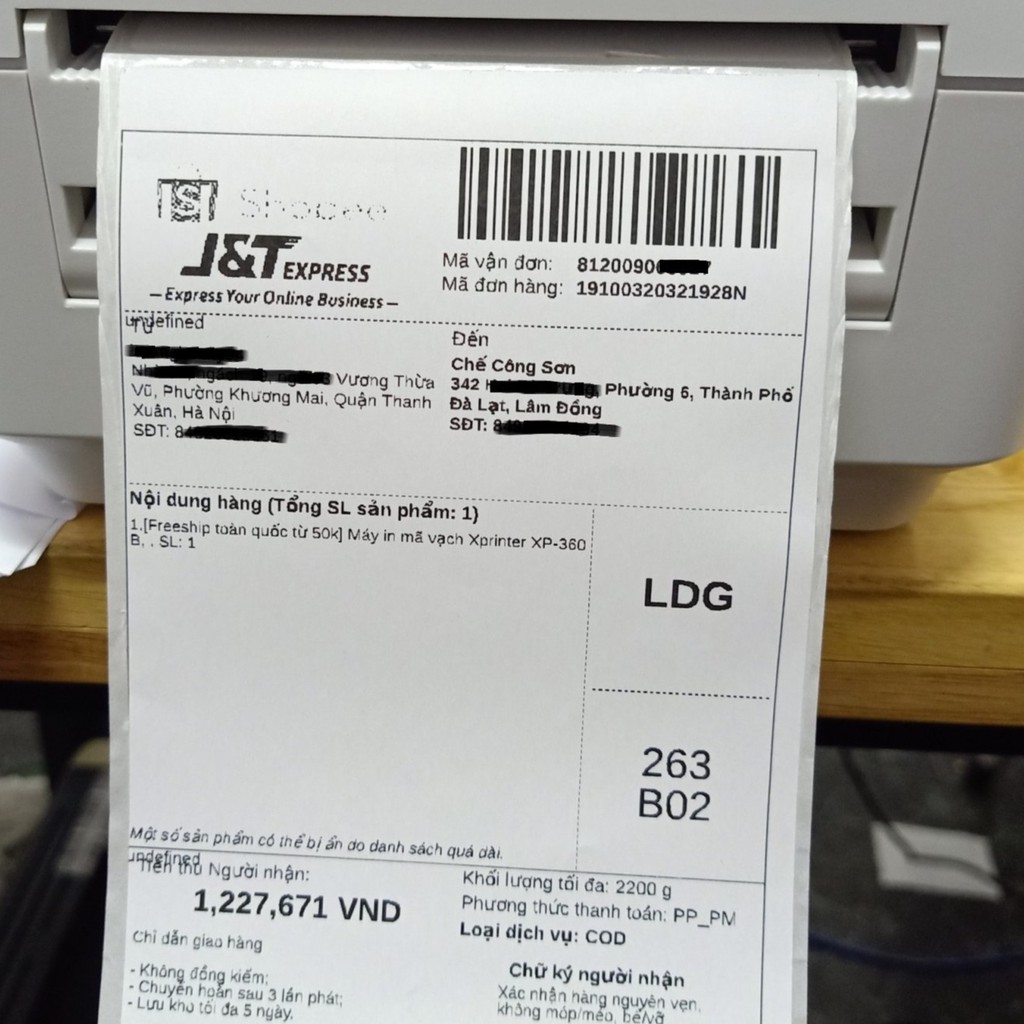 Shopee
J&T EXPRESS
—Express Your Online Business—
Mã vận đơn: 8120090
Mã đơn hàng: 19100320321928N
undefined
Từ
Vương Thừa
Vũ, Phường Khương Mai, Quận Thanh
Xuân, Hà Nội
SĐT: 8
Đến
Chế Công Sơn
342 Phường 6, Thành Phố
Đà Lạt, Lâm Đồng
SĐT: 8
Nội dung hàng (Tổng SL sản phẩm: 1)
1.[Freeship toàn quốc từ 50k] Máy in mã vạch Xprinter XP-360
B, . SL: 1
LDG
263
B02
Một số sản phẩm có thể bị ẩn do danh sách quá dài.
undefined
Tiền thu Người nhận:
1,227,671 VND
Khối lượng tối đa: 2200 g
Phương thức thanh toán: PP_PM
Loại dịch vụ: COD
Chỉ dẫn giao hàng
- Không đồng kiểm;
- Chuyển hoàn sau 3 lần phát;
- Lưu kho tối đa 5 ngày.
Chữ ký người nhận
Xác nhận hàng nguyên vẹn,
không móp/méo, bể/vỡ